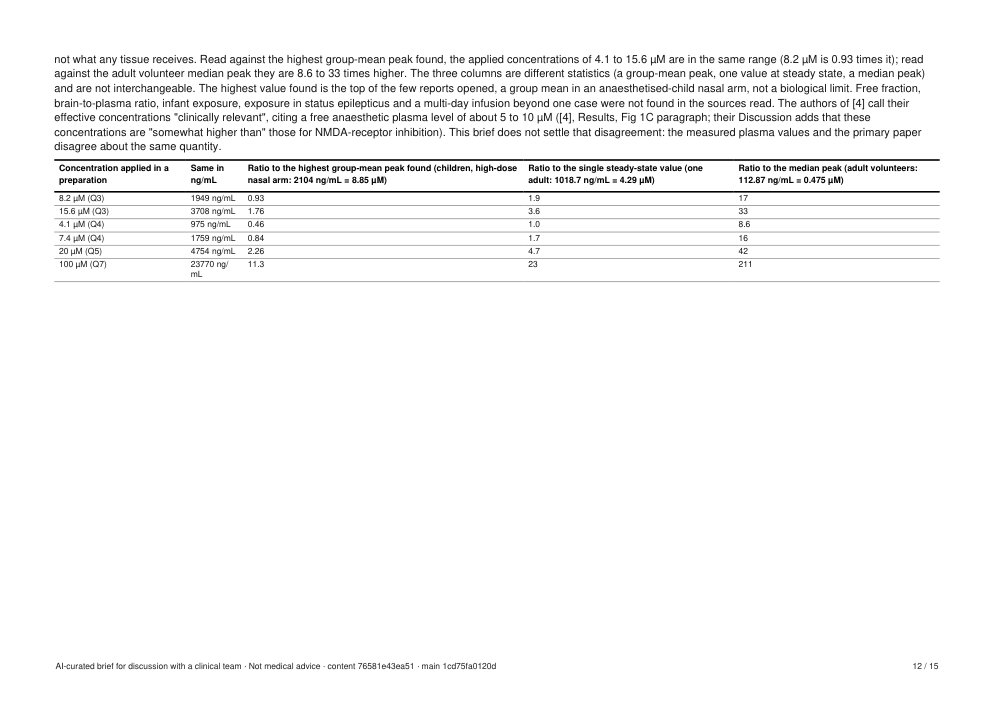 not what any tissue receives. Read against the highest group-mean peak found, the applied concentrations of 4.1 to 15.6 µM are in the same range (8.2 µM is 0.93 times it); read
against the adult volunteer median peak they are 8.6 to 33 times higher. The three columns are different statistics (a group-mean peak, one value at steady state, a median peak)
and are not interchangeable. The highest value found is the top of the few reports opened, a group mean in an anaesthetised-child nasal arm, not a biological limit. Free fraction,
brain-to-plasma ratio, infant exposure, exposure in status epilepticus and a multi-day infusion beyond one case were not found in the sources read. The authors of [4] call their
effective concentrations "clinically relevant", citing a free anaesthetic plasma level of about 5 to 10 µM ([4], Results, Fig 1C paragraph; their Discussion adds that these
concentrations are "somewhat higher than" those for NMDA-receptor inhibition). This brief does not settle that disagreement: the measured plasma values and the primary paper
disagree about the same quantity.
Concentration applied in a preparation | Same in ng/mL | Ratio to the highest group-mean peak found (children, high-dose nasal arm: 2104 ng/mL = 8.85 µM) | Ratio to the single steady-state value (one adult: 1018.7 ng/mL = 4.29 µM) | Ratio to the median peak (adult volunteers: 112.87 ng/mL = 0.475 µM)
8.2 µM (Q3) | 1949 ng/mL | 0.93 | 1.9 | 17
15.6 µM (Q3) | 3708 ng/mL | 1.76 | 3.6 | 33
4.1 µM (Q4) | 975 ng/mL | 0.46 | 1.0 | 8.6
7.4 µM (Q4) | 1759 ng/mL | 0.84 | 1.7 | 16
20 µM (Q5) | 4754 ng/mL | 2.26 | 4.7 | 42
100 µM (Q7) | 23770 ng/mL | 11.3 | 23 | 211
AI-curated brief for discussion with a clinical team · Not medical advice · content 76581e43ea51 · main 1cd75fa0120d
12 / 15